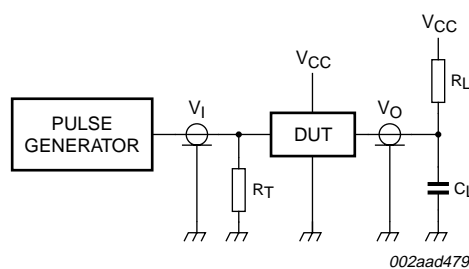 VCC
VCC
RL
VI
VO
PULSE
GENERATOR
DUT
RT
CL
002aad479